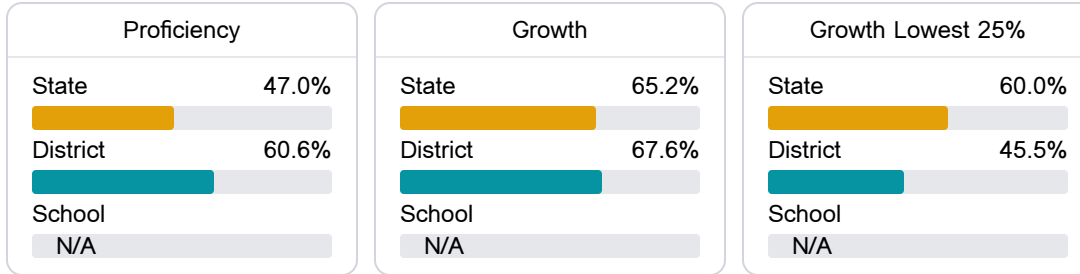 Proficiency
State 47.0%
District 60.6%
School
N/A
Growth
State 65.2%
District 67.6%
School
N/A
Growth Lowest 25%
State 60.0%
District 45.5%
School
N/A